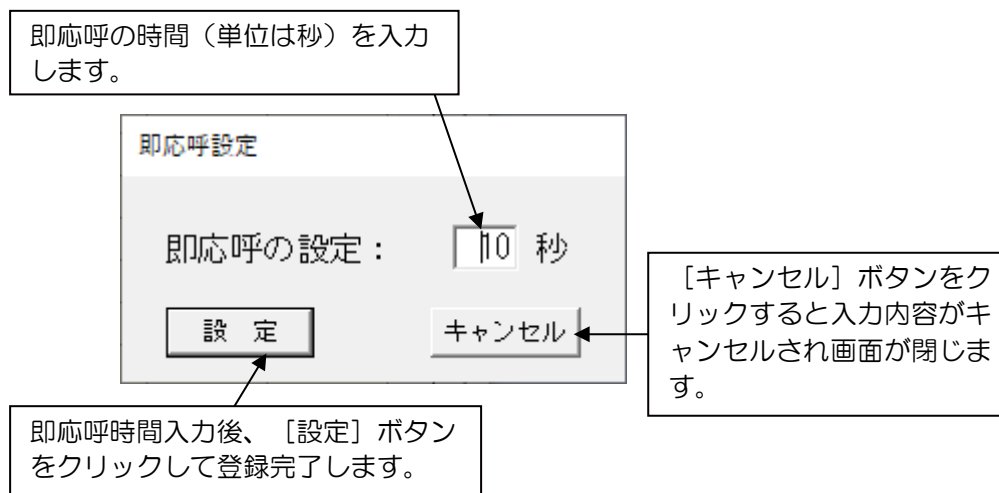 即応呼の時間（単位は秒）を入力
します。
即応呼設定
即応呼の設定： 10 秒
設　定 キャンセル
［キャンセル］ボタンをク
リックすると入力内容がキ
ャンセルされ画面が閉じま
す。
即応呼時間入力後、［設定］ボタン
をクリックして登録完了します。